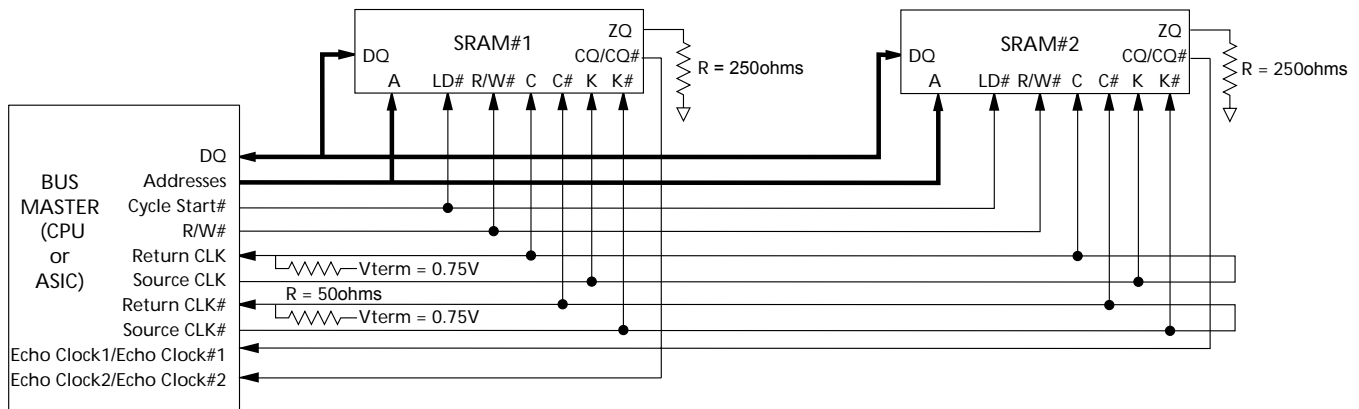 SRAM#1
ZQ
DQ
CQ/CQ#
A LD# R/W# C C# K K#
R = 250ohms
SRAM#2
ZQ
DQ
CQ/CQ#
A LD# R/W# C C# K K#
R = 250ohms
BUS
MASTER
(CPU
or
ASIC)
DQ
Addresses
Cycle Start#
R/W#
Return CLK
Source CLK
Return CLK#
Source CLK#
Echo Clock1/Echo Clock#1
Echo Clock2/Echo Clock#2
Vterm = 0.75V
R = 50ohms
Vterm = 0.75V